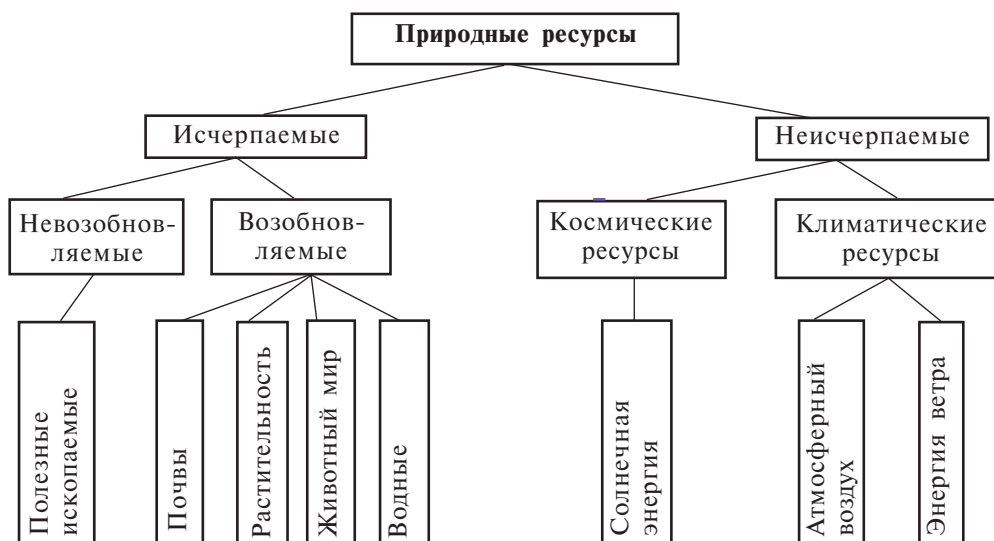 Природные ресурсы
Исчерпаемые
Неисчерпаемые
Невозобнов-
ляемые
Возобнов-
ляемые
Космические
ресурсы
Климатические
ресурсы
Полезные
ископаемые
Почвы
Растительность
Животный мир
Водные
Солнечная
энергия
Атмосферный
воздух
Энергия ветра